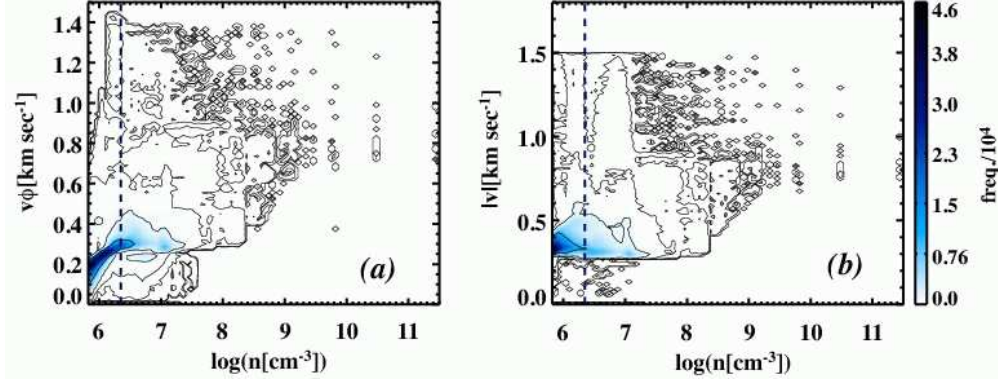 vϕ[km sec⁻¹]
1.4
1.2
1.0
0.8
0.6
0.4
0.2
0.0
(a)
6 7 8 9 10 11
log(n[cm⁻³])
|v|[km sec⁻¹]
1.5
1.0
0.5
0.0
(b)
6 7 8 9 10 11
log(n[cm⁻³])
4.6
3.8
3.0
2.3
1.5
0.76
0.0
freq./10⁴